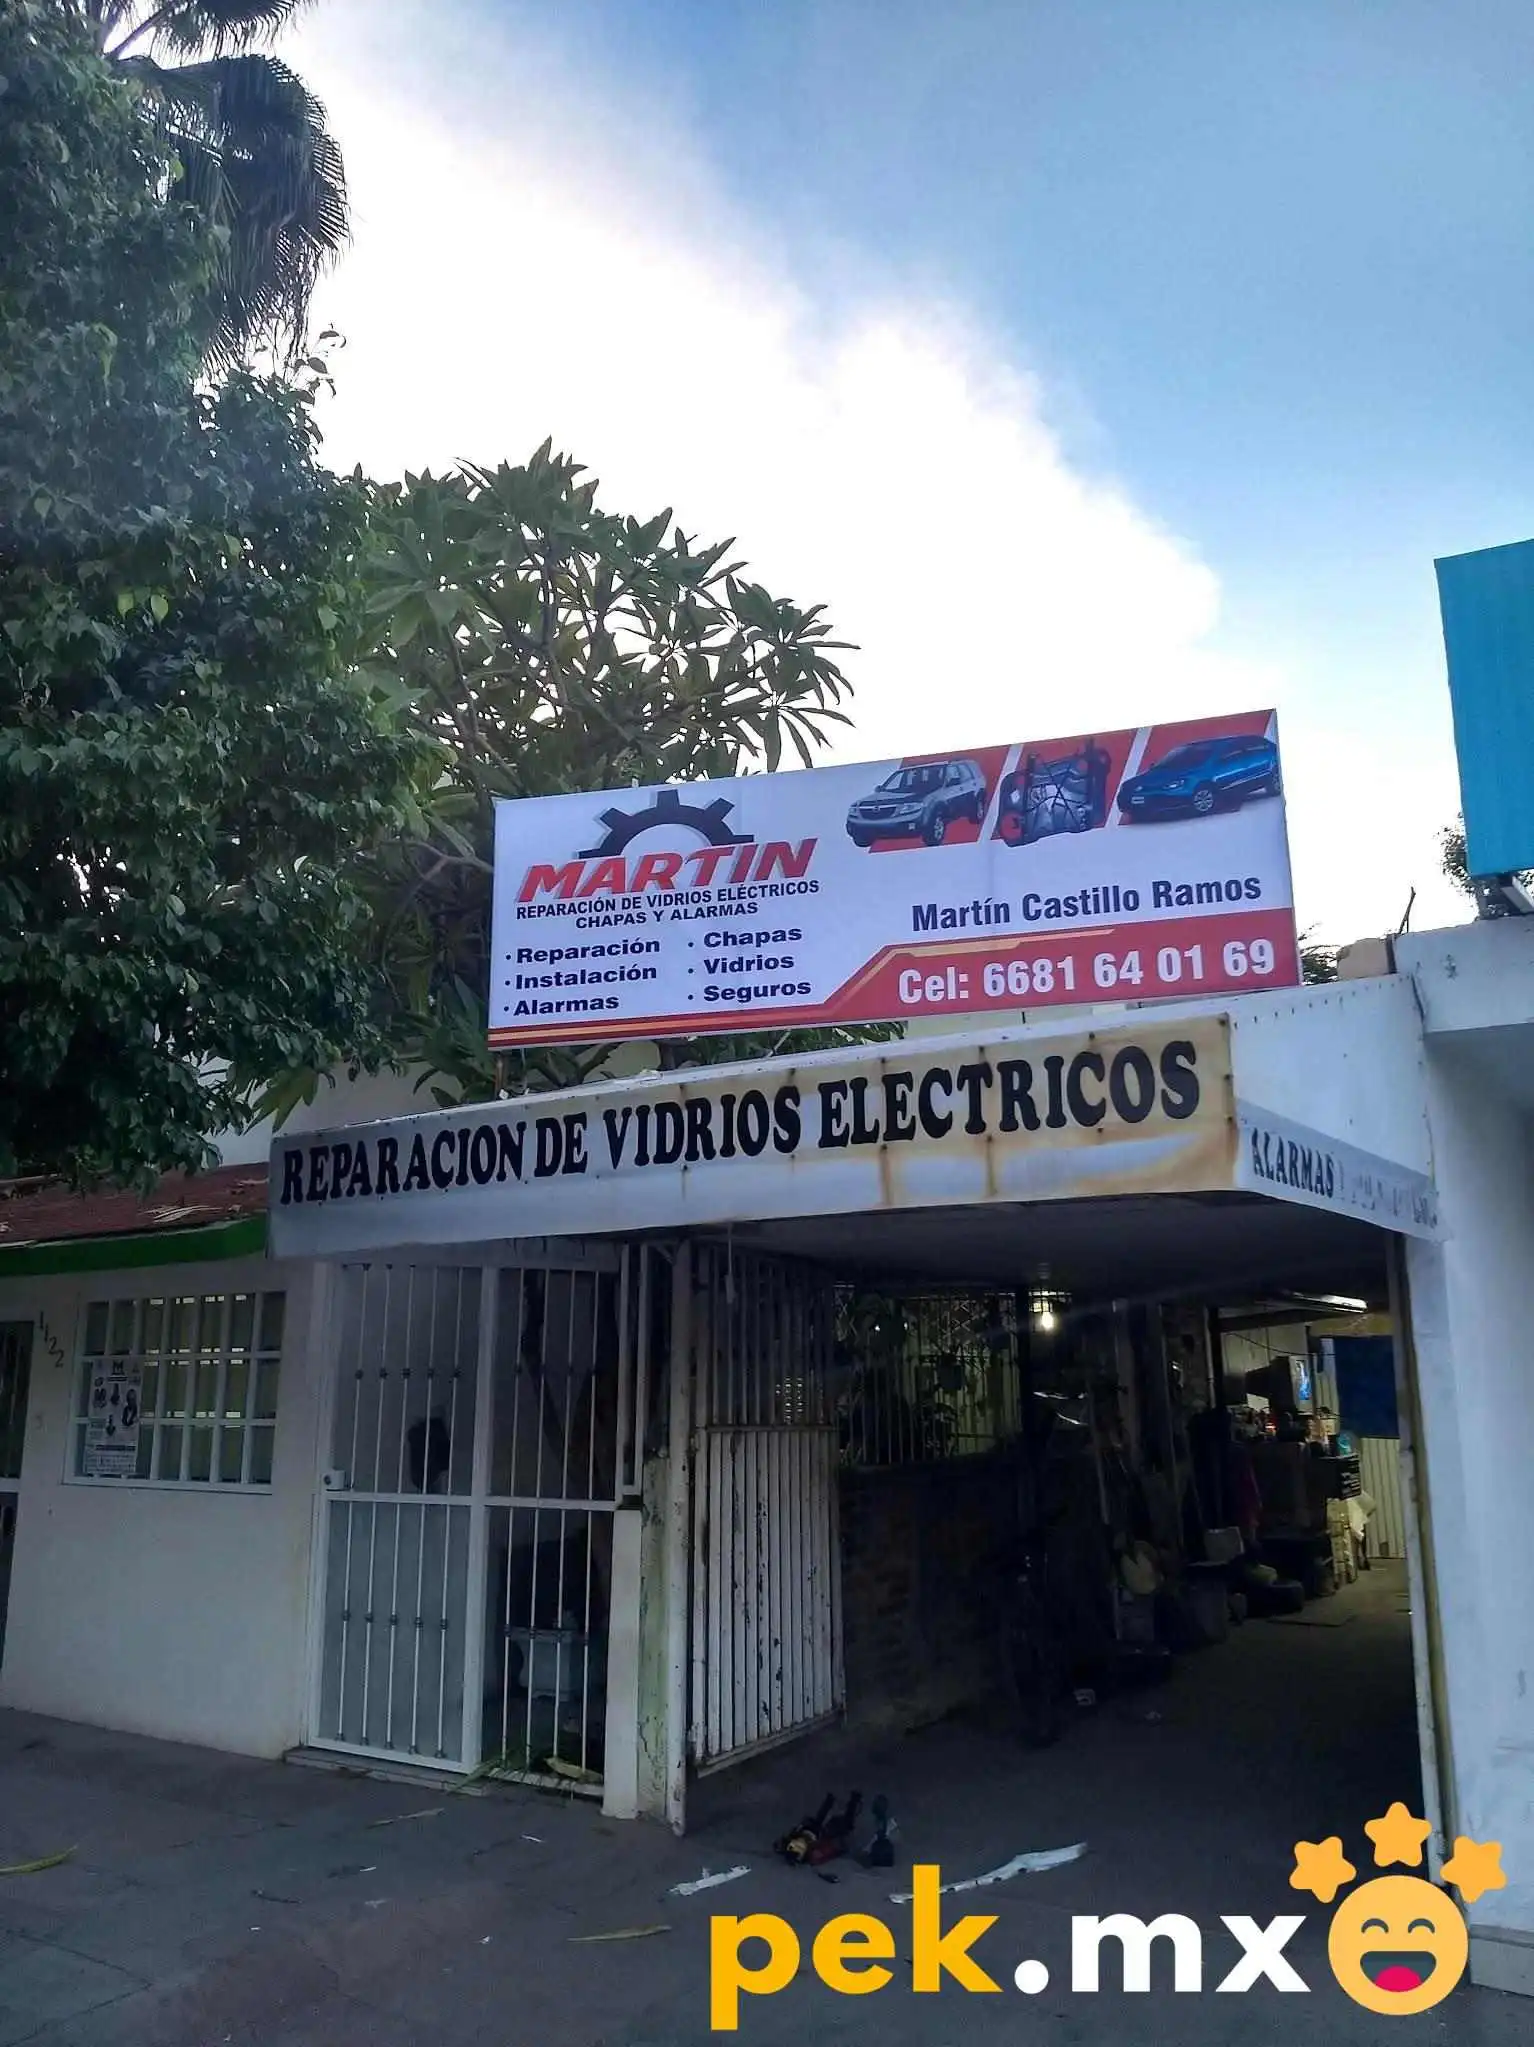 MARTIN
REPARACIÓN DE VIDRIOS ELÉCTRICOS
CHAPAS Y ALARMAS
· Reparación
· Instalación
· Alarmas
· Chapas
· Vidrios
· Seguros
Martín Castillo Ramos
Cel: 6681 64 01 69
REPARACION DE VIDRIOS ELECTRICOS
ALARMAS
1122
pek.mx